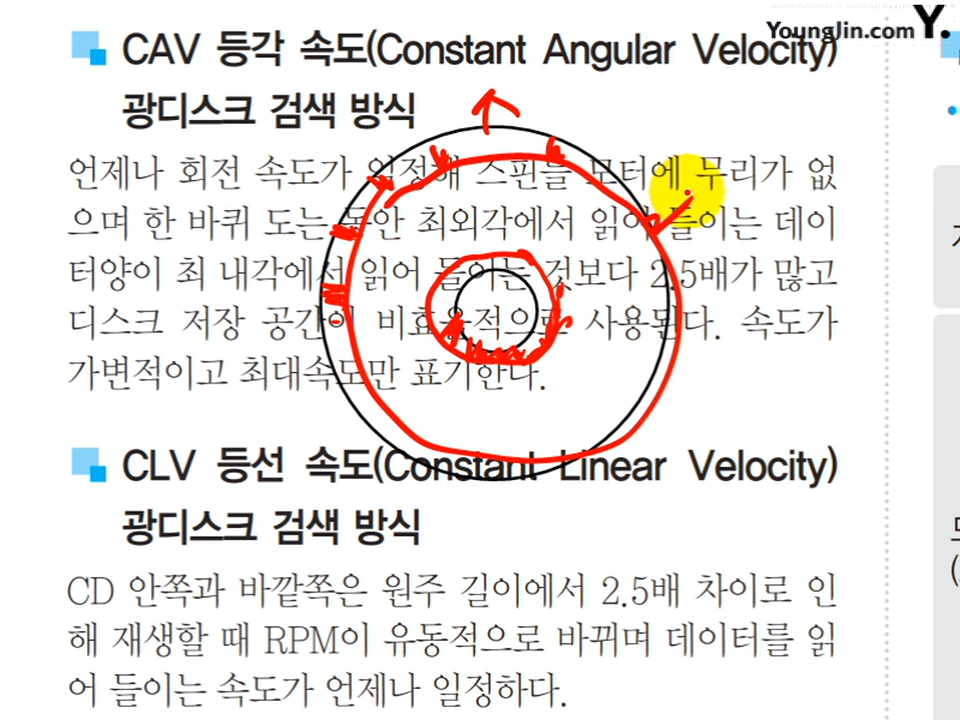 YoungJin.com Y.
CAV 등각 속도(Constant Angular Velocity)
광디스크 검색 방식
언제나 회전 속도가 일정해 스핀들 모터에 무리가 없
으며 한 바퀴 도는 동안 최외각에서 읽어 들이는 데이
터양이 최 내각에서 읽어 들이는 것보다 2.5배가 많고
디스크 저장 공간이 비효율적으로 사용된다. 속도가
가변적이고 최대속도만 표기한다.
CLV 등선 속도(Constant Linear Velocity)
광디스크 검색 방식
CD 안쪽과 바깥쪽은 원주 길이에서 2.5배 차이로 인
해 재생할 때 RPM이 유동적으로 바뀌며 데이터를 읽
어 들이는 속도가 언제나 일정하다.